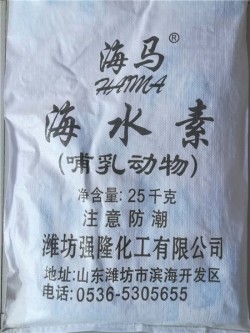 海马®
HAIMA
海水素
(哺乳动物)
净含量: 25千克
注意防潮
潍坊强隆化工有限公司
地址: 山东潍坊市滨海开发区
电话: 0536-5305655